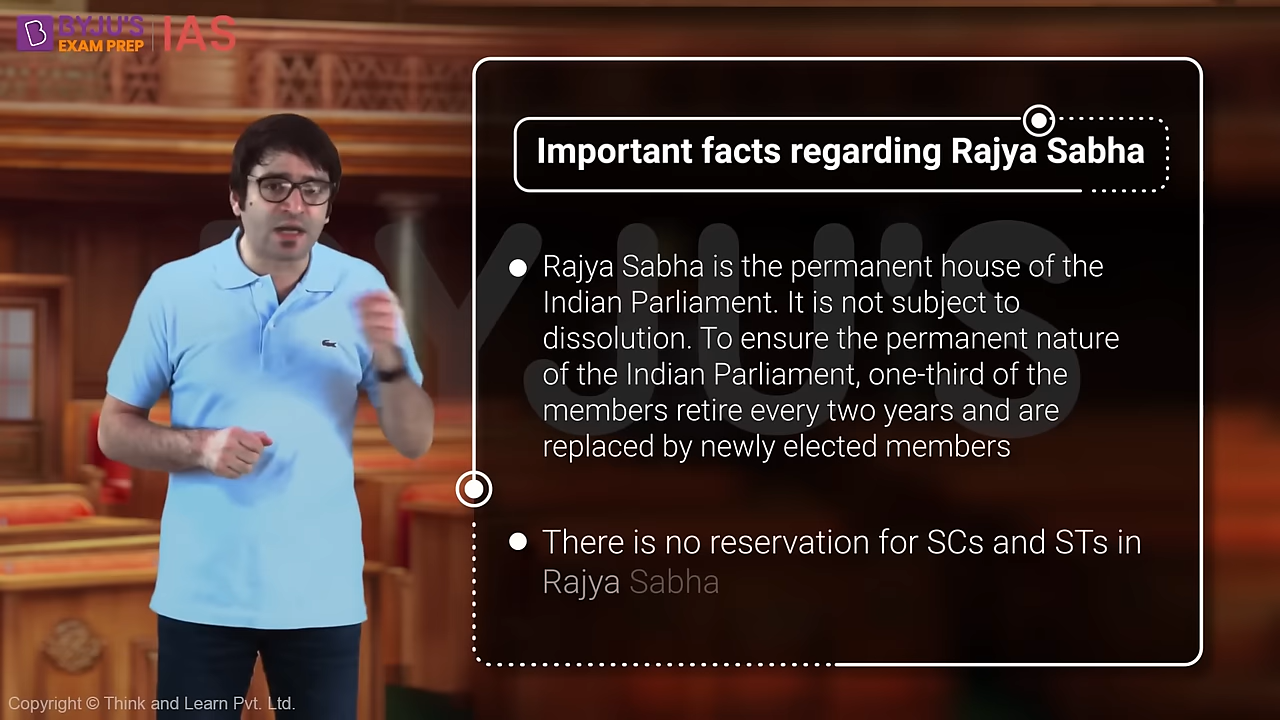 BYJU'S
EXAM PREP
IAS
Important facts regarding Rajya Sabha
BYJU'S
Rajya Sabha is the permanent house of the
Indian Parliament. It is not subject to
dissolution. To ensure the permanent nature
of the Indian Parliament, one-third of the
members retire every two years and are
replaced by newly elected members
There is no reservation for SCs and STs in
Rajya Sabha
Copyright © Think and Learn Pvt. Ltd.